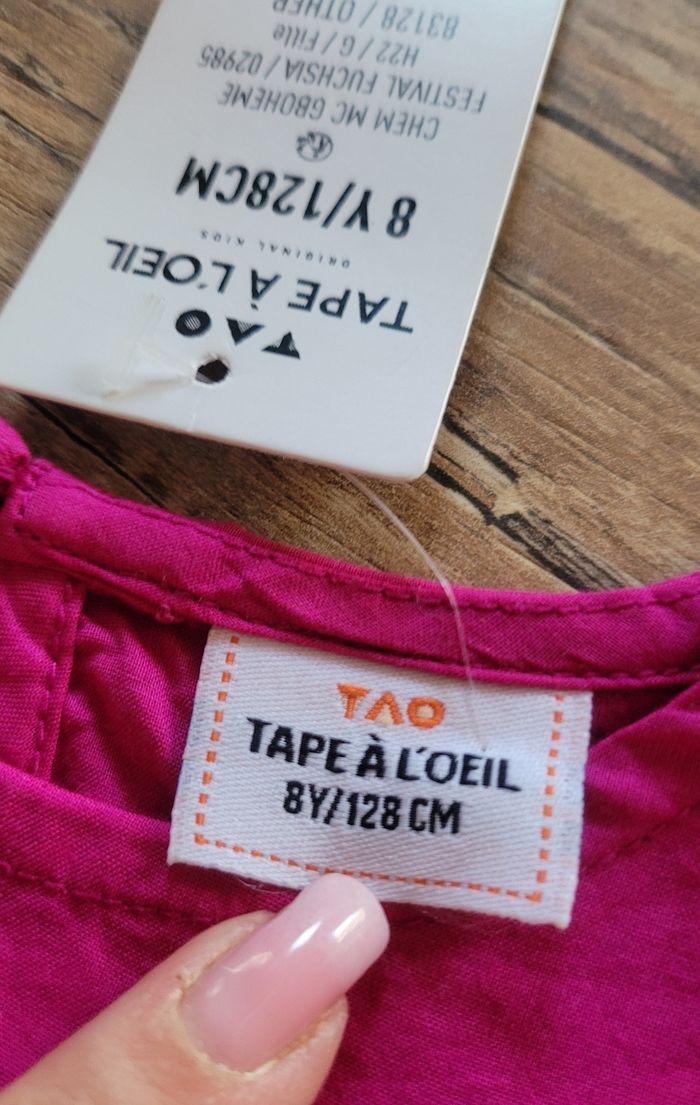 TAO
TAPE À L'OEIL
ORIGINAL KIDS
8 Y/128CM
CHEM MC GBOHEME
FESTIVAL FUCHSIA / 02985
H22 / G / Fille
83128 / OTHER
TAO
TAPE À L'OEIL
8Y/128 CM